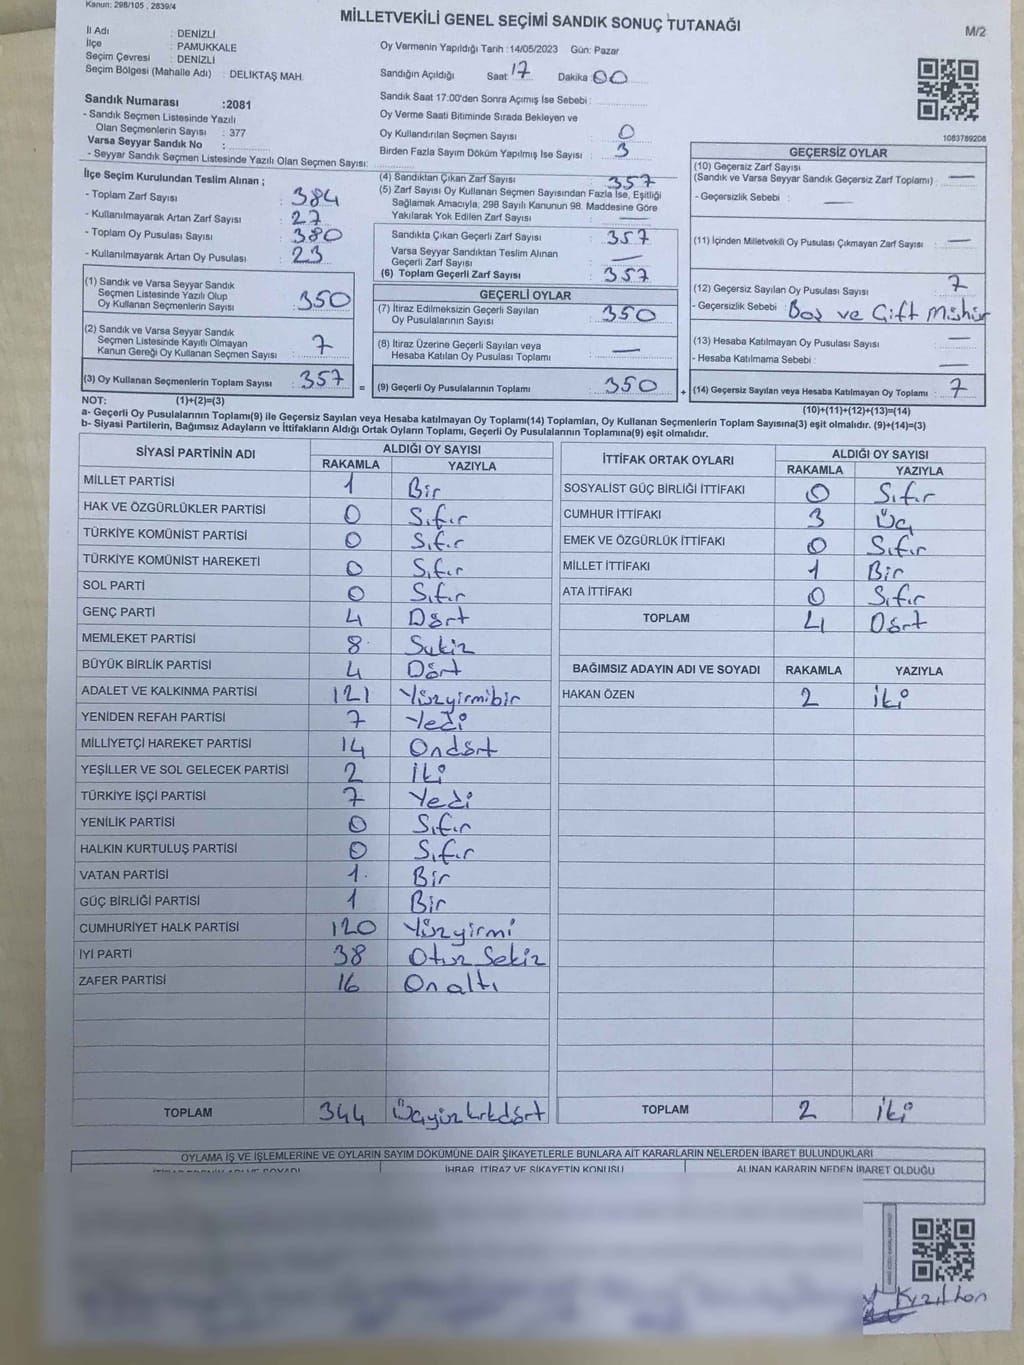 Kanun: 298/105 , 2839/4
MİLLETVEKİLİ GENEL SEÇİMİ SANDIK SONUÇ TUTANAĞI
M/2
İl Adı : DENİZLİ
İlçe : PAMUKKALE
Seçim Çevresi : DENİZLİ
Seçim Bölgesi (Mahalle Adı) : DELİKTAŞ MAH.
Oy Vermenin Yapıldığı Tarih :14/05/2023 Gün: Pazar
Sandığın Açıldığı Saat 17 Dakika 00
Sandık Saat 17:00'den Sonra Açımış İse Sebebi :
Sandık Numarası :2081
- Sandık Seçmen Listesinde Yazılı
Olan Seçmenlerin Sayısı : 377
Varsa Seyyar Sandık No :
- Seyyar Sandık Seçmen Listesinde Yazılı Olan Seçmen Sayısı:
Oy Verme Saati Bitiminde Sırada Bekleyen ve
Oy Kullandırılan Seçmen Sayısı : 0
Birden Fazla Sayım Döküm Yapılmış İse Sayısı : 3
1083789208
İlçe Seçim Kurulundan Teslim Alınan ;
- Toplam Zarf Sayısı : 384
- Kullanılmayarak Artan Zarf Sayısı : 27
- Toplam Oy Pusulası Sayısı : 380
- Kullanılmayarak Artan Oy Pusulası : 23
(4) Sandıktan Çıkan Zarf Sayısı : 357
(5) Zarf Sayısı Oy Kullanan Seçmen Sayısından Fazla İse, Eşitliği
Sağlamak Amacıyla, 298 Sayılı Kanunun 98. Maddesine Göre
Yakılarak Yok Edilen Zarf Sayısı : —
Sandıkta Çıkan Geçerli Zarf Sayısı : 357
Varsa Seyyar Sandıktan Teslim Alınan
Geçerli Zarf Sayısı : —
(6) Toplam Geçerli Zarf Sayısı : 357
GEÇERSİZ OYLAR
(10) Geçersiz Zarf Sayısı
(Sandık ve Varsa Seyyar Sandık Geçersiz Zarf Toplamı) : —
- Geçersizlik Sebebi : —
(11) İçinden Milletvekili Oy Pusulası Çıkmayan Zarf Sayısı : —
(12) Geçersiz Sayılan Oy Pusulası Sayısı : 7
- Geçersizlik Sebebi : Boş ve Çift Mühür
(13) Hesaba Katılmayan Oy Pusulası Sayısı : —
- Hesaba Katılmama Sebebi : —
(14) Geçersiz Sayılan veya Hesaba Katılmayan Oy Toplamı : 7
(10)+(11)+(12)+(13)=(14)
(1) Sandık ve Varsa Seyyar Sandık
Seçmen Listesinde Yazılı Olup
Oy Kullanan Seçmenlerin Sayısı : 350
(2) Sandık ve Varsa Seyyar Sandık
Seçmen Listesinde Kayıtlı Olmayan
Kanun Gereği Oy Kullanan Seçmen Sayısı : 7
(3) Oy Kullanan Seçmenlerin Toplam Sayısı : 357 =
GEÇERLİ OYLAR
(7) İtiraz Edilmeksizin Geçerli Sayılan
Oy Pusulalarının Sayısı : 350
(8) İtiraz Üzerine Geçerli Sayılan veya
Hesaba Katılan Oy Pusulası Toplamı : —
(9) Geçerli Oy Pusulalarının Toplamı : 350 +
NOT: (1)+(2)=(3)
a- Geçerli Oy Pusulalarının Toplamı(9) ile Geçersiz Sayılan veya Hesaba katılmayan Oy Toplamı(14) Toplamları, Oy Kullanan Seçmenlerin Toplam Sayısına(3) eşit olmalıdır. (9)+(14)=(3)
b- Siyasi Partilerin, Bağımsız Adayların ve İttifakların Aldığı Ortak Oyların Toplamı, Geçerli Oy Pusulalarının Toplamına(9) eşit olmalıdır.
SİYASİ PARTİNİN ADI ALDIĞI OY SAYISI
RAKAMLA YAZIYLA
MİLLET PARTİSİ 1 Bir
HAK VE ÖZGÜRLÜKLER PARTİSİ 0 Sıfır
TÜRKİYE KOMÜNİST PARTİSİ 0 Sıfır
TÜRKİYE KOMÜNİST HAREKETİ 0 Sıfır
SOL PARTİ 0 Sıfır
GENÇ PARTİ 4 Dört
MEMLEKET PARTİSİ 8 Sekiz
BÜYÜK BİRLİK PARTİSİ 4 Dört
ADALET VE KALKINMA PARTİSİ 121 Yüzyirmibir
YENİDEN REFAH PARTİSİ 7 Yedi
MİLLİYETÇİ HAREKET PARTİSİ 14 Ondört
YEŞİLLER VE SOL GELECEK PARTİSİ 2 İki
TÜRKİYE İŞÇİ PARTİSİ 7 Yedi
YENİLİK PARTİSİ 0 Sıfır
HALKIN KURTULUŞ PARTİSİ 0 Sıfır
VATAN PARTİSİ 1 Bir
GÜÇ BİRLİĞİ PARTİSİ 1 Bir
CUMHURİYET HALK PARTİSİ 120 Yüzyirmi
İYİ PARTİ 38 Otuz Sekiz
ZAFER PARTİSİ 16 Onaltı
TOPLAM 344 Üçyüzkırkdört
İTTİFAK ORTAK OYLARI ALDIĞI OY SAYISI
RAKAMLA YAZIYLA
SOSYALİST GÜÇ BİRLİĞİ İTTİFAKI 0 Sıfır
CUMHUR İTTİFAKI 3 Üç
EMEK VE ÖZGÜRLÜK İTTİFAKI 0 Sıfır
MİLLET İTTİFAKI 1 Bir
ATA İTTİFAKI 0 Sıfır
TOPLAM 4 Dört
BAĞIMSIZ ADAYIN ADI VE SOYADI RAKAMLA YAZIYLA
HAKAN ÖZEN 2 İki
TOPLAM 2 İki
OYLAMA İŞ VE İŞLEMLERİNE VE OYLARIN SAYIM DÖKÜMÜNE DAİR ŞİKAYETLERLE BUNLARA AİT KARARLARIN NELERDEN İBARET BULUNDUKLARI
İHBAR, İTİRAZ VE ŞİKAYETİN KONUSU ALINAN KARARIN NEDEN İBARET OLDUĞU